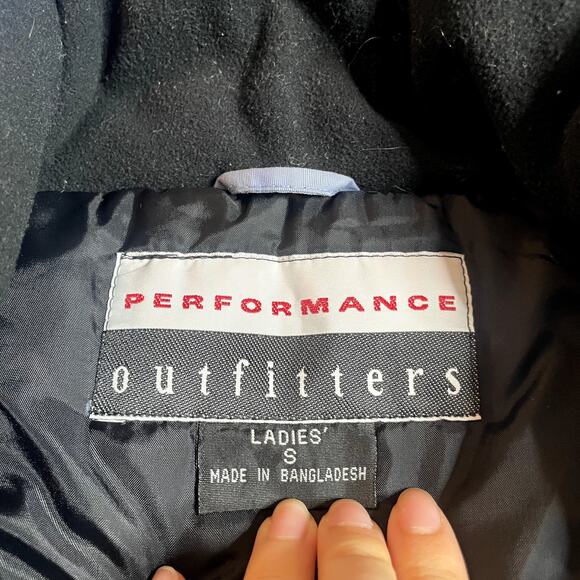 PERFORMANCE
outfitters
LADIES'
S
MADE IN BANGLADESH